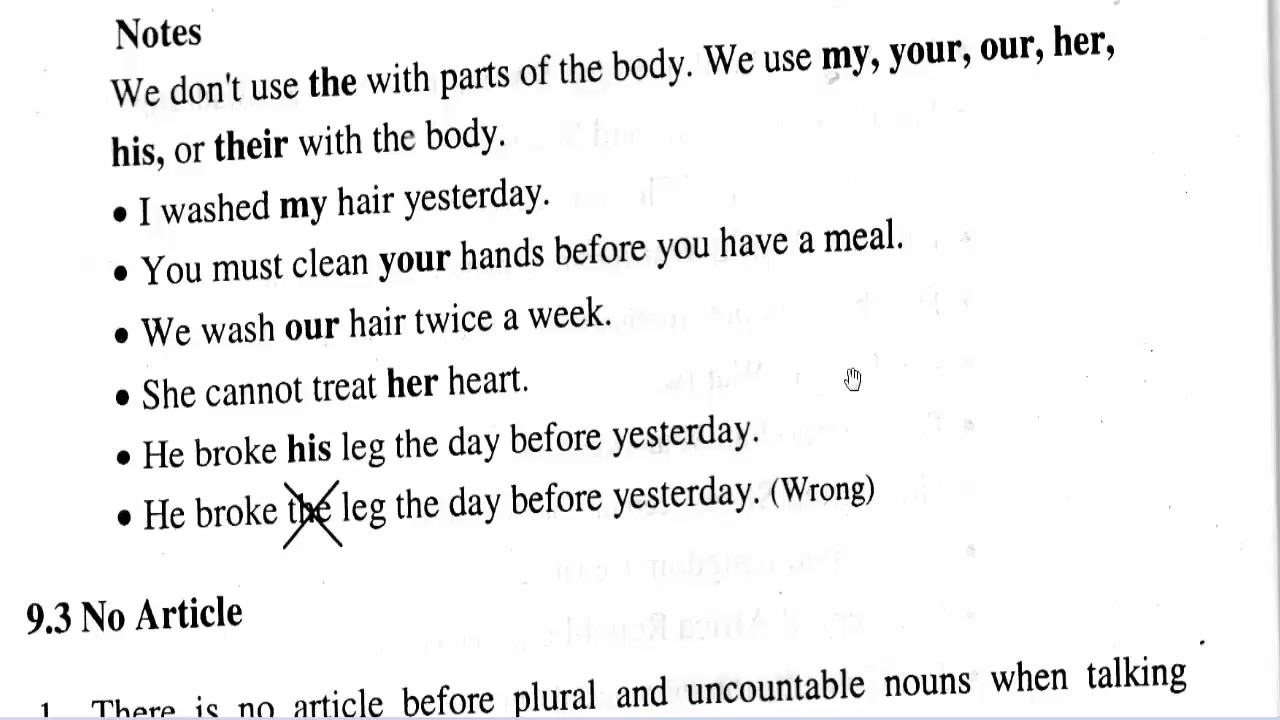 Notes
We don't use the with parts of the body. We use my, your, our, her,
his, or their with the body.
• I washed my hair yesterday.
• You must clean your hands before you have a meal.
• We wash our hair twice a week.
• She cannot treat her heart.
• He broke his leg the day before yesterday.
• He broke the leg the day before yesterday. (Wrong)
9.3 No Article
1. There is no article before plural and uncountable nouns when talking